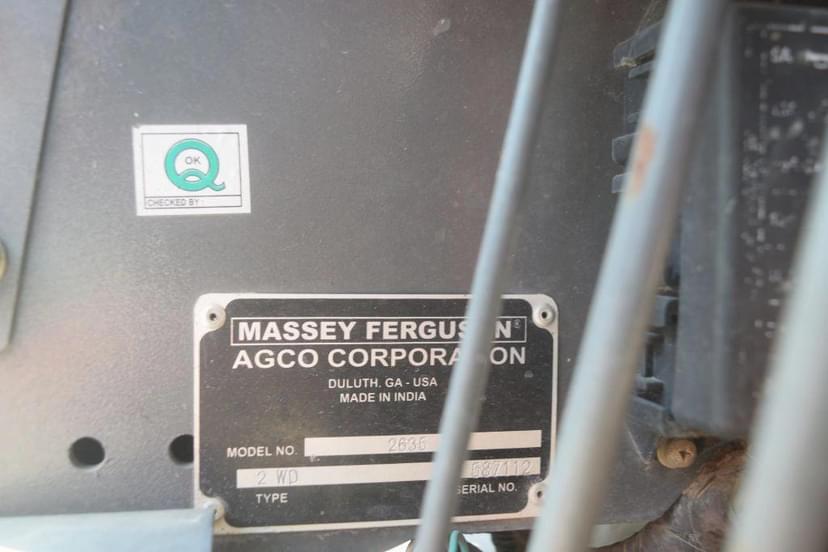 OK
CHECKED BY :
MASSEY FERGUSON®
AGCO CORPORATION
DULUTH. GA - USA
MADE IN INDIA
MODEL NO. 2635
2 WD 587112
TYPE SERIAL NO.